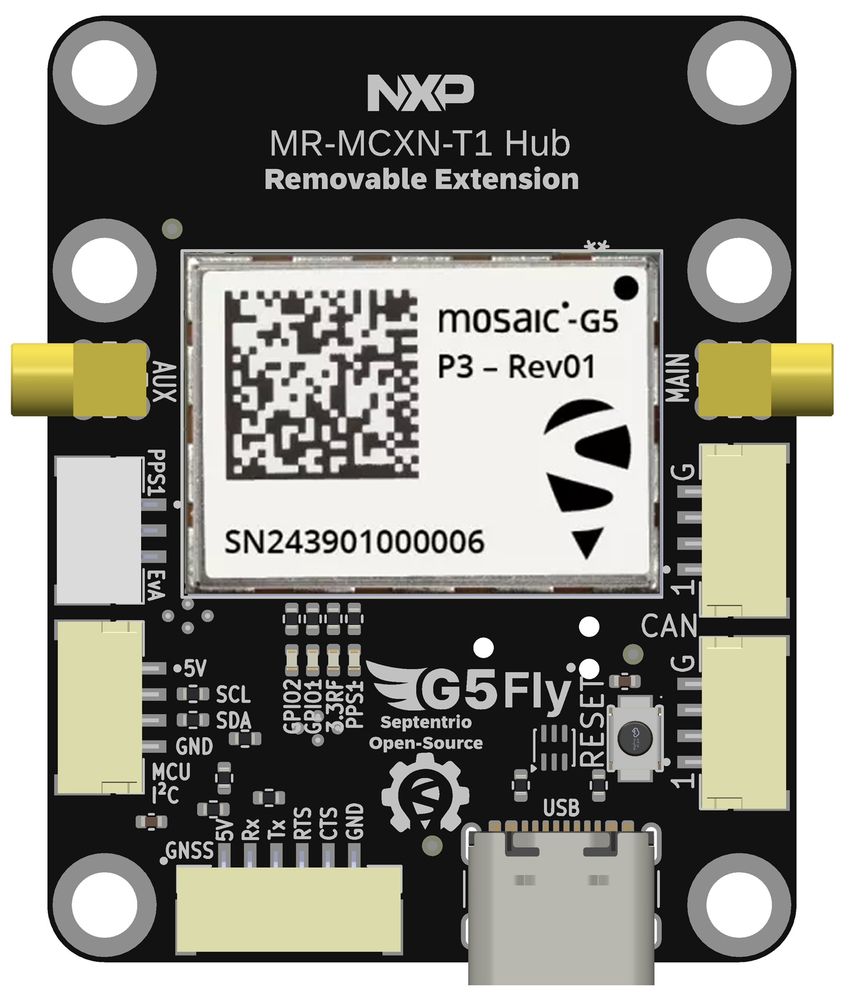 NXP
MR-MCXN-T1 Hub
Removable Extension
**
mosaic-G5
P3 – Rev01
SN243901000006
AUX
MAIN
PPS1
EvA
G
1
CAN
G
1
5V
SCL
SDA
GND
MCU
I²C
GPIO2
GPIO1
3.3RF
PPS1
G5Fly
Septentrio
Open-Source
RESET
USB
GNSS
5V
Rx
Tx
RTS
CTS
GND